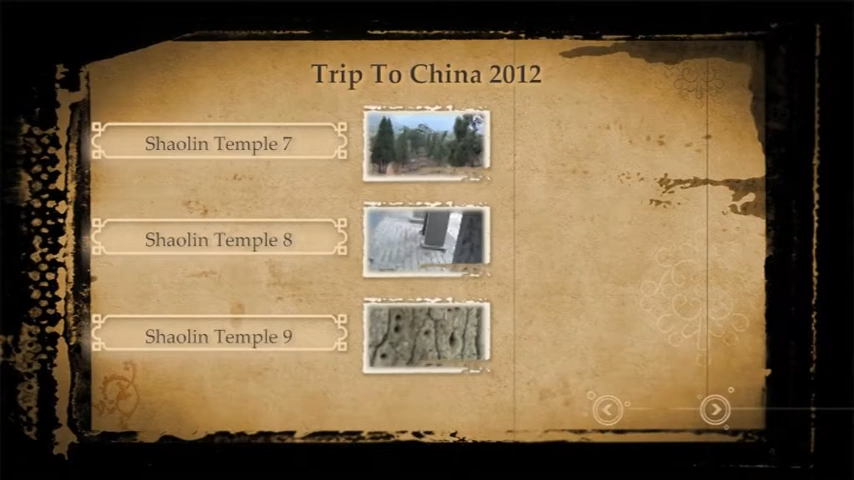 Trip To China 2012
Shaolin Temple 7
Shaolin Temple 8
Shaolin Temple 9